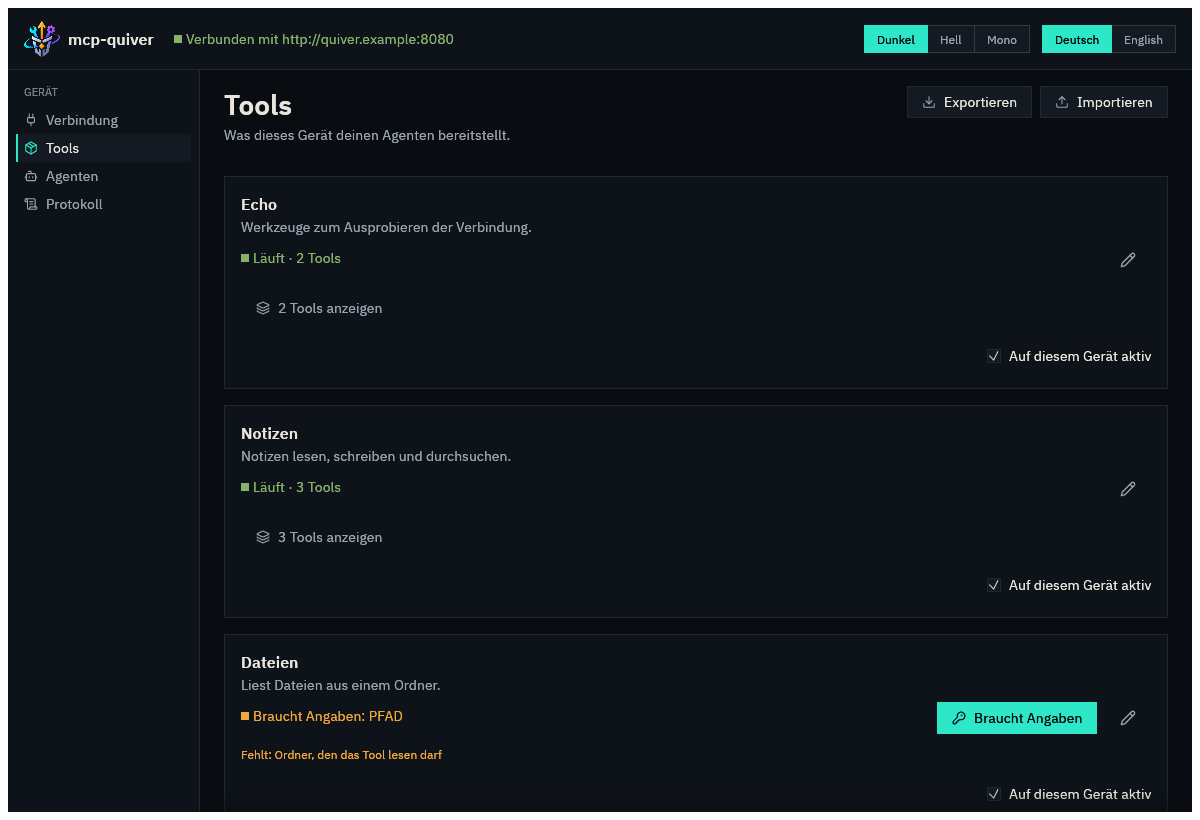 mcp-quiver
Verbunden mit http://quiver.example:8080
Dunkel
Hell
Mono
Deutsch
English
GERÄT
Verbindung
Tools
Agenten
Protokoll
Tools
Was dieses Gerät deinen Agenten bereitstellt.
Exportieren
Importieren
Echo
Werkzeuge zum Ausprobieren der Verbindung.
Läuft · 2 Tools
2 Tools anzeigen
Auf diesem Gerät aktiv
Notizen
Notizen lesen, schreiben und durchsuchen.
Läuft · 3 Tools
3 Tools anzeigen
Auf diesem Gerät aktiv
Dateien
Liest Dateien aus einem Ordner.
Braucht Angaben: PFAD
Braucht Angaben
Fehlt: Ordner, den das Tool lesen darf
Auf diesem Gerät aktiv